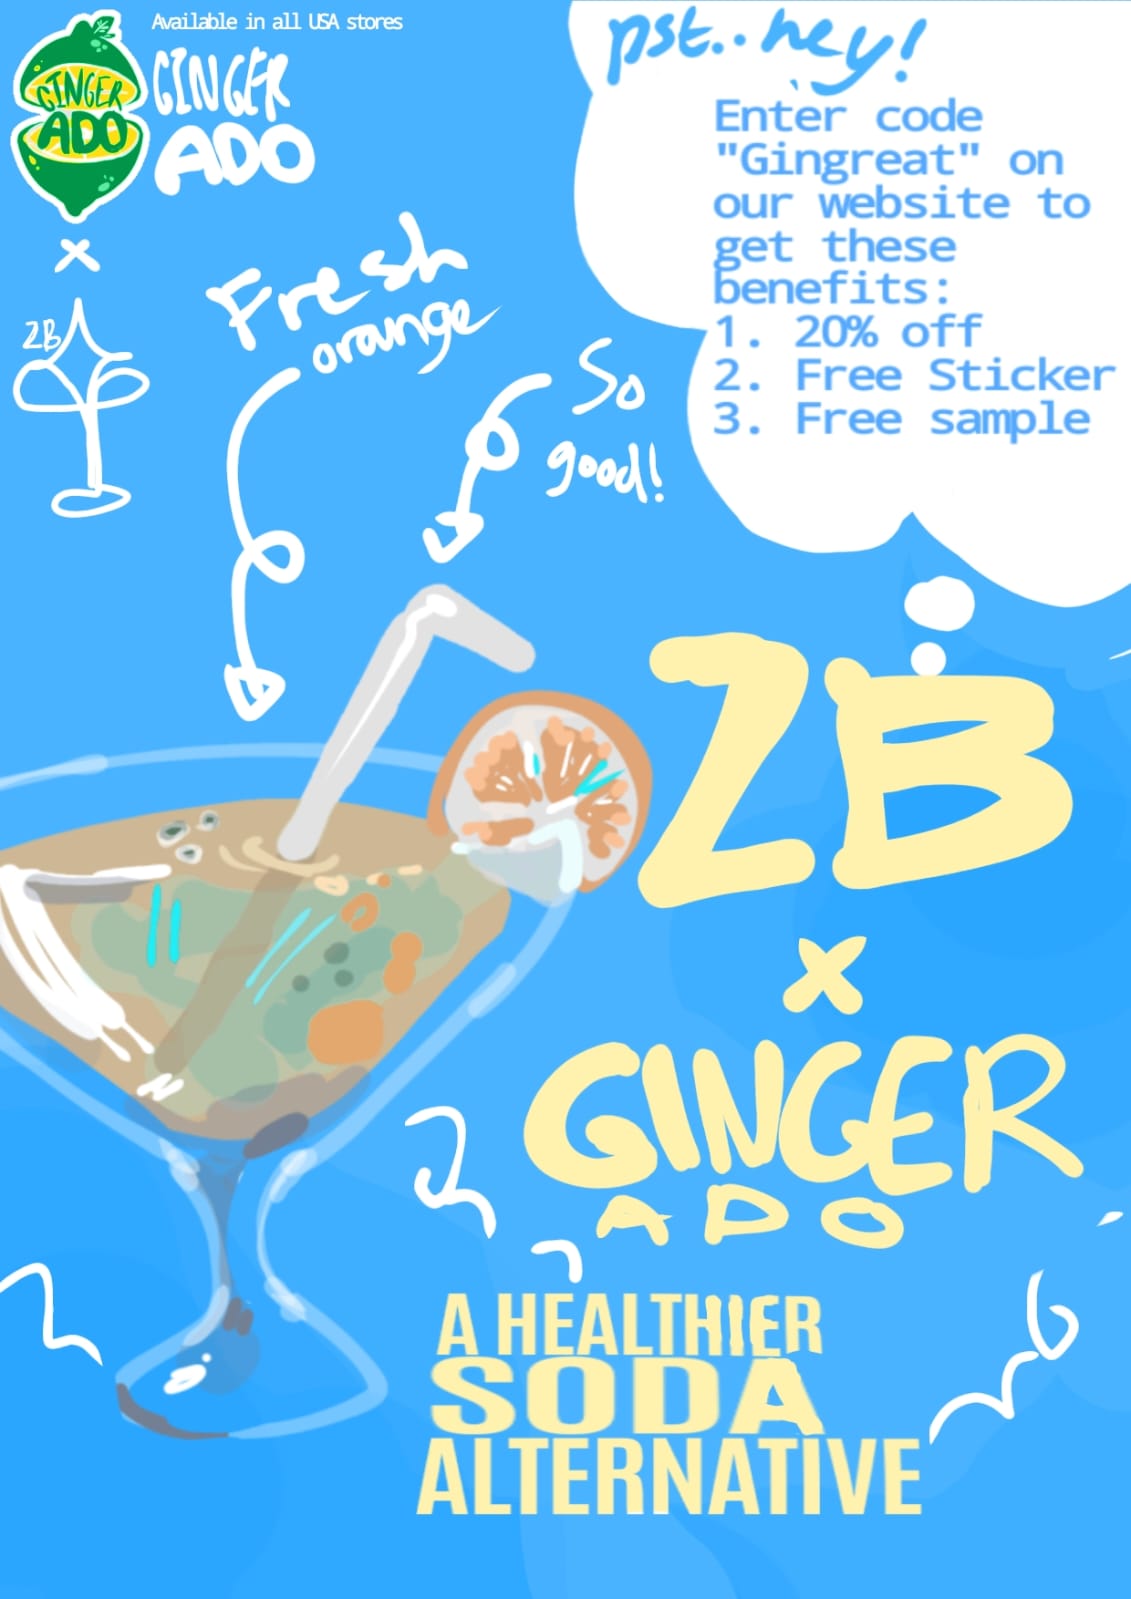 Available in all USA stores
GINGER
ADO
GINGER
ADO
x
ZB
Fresh
orange
So
good!
pst..hey!
Enter code
"Gingreat" on
our website to
get these
benefits:
1. 20% off
2. Free Sticker
3. Free sample
ZB
x
GINGER
ADO
A HEALTHIER
SODA
ALTERNATIVE